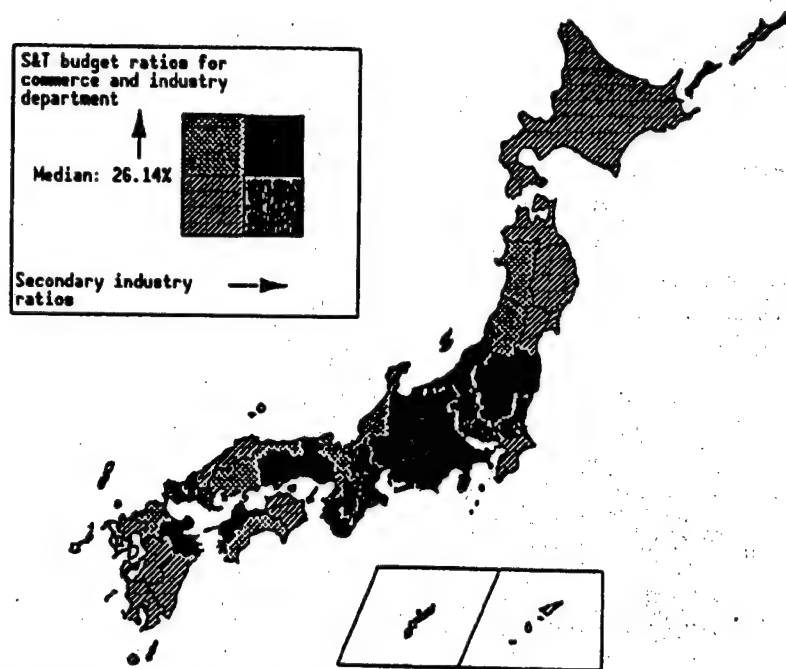 S&T budget ratios for
commerce and industry
department
Median: 26.14%
Secondary industry
ratios